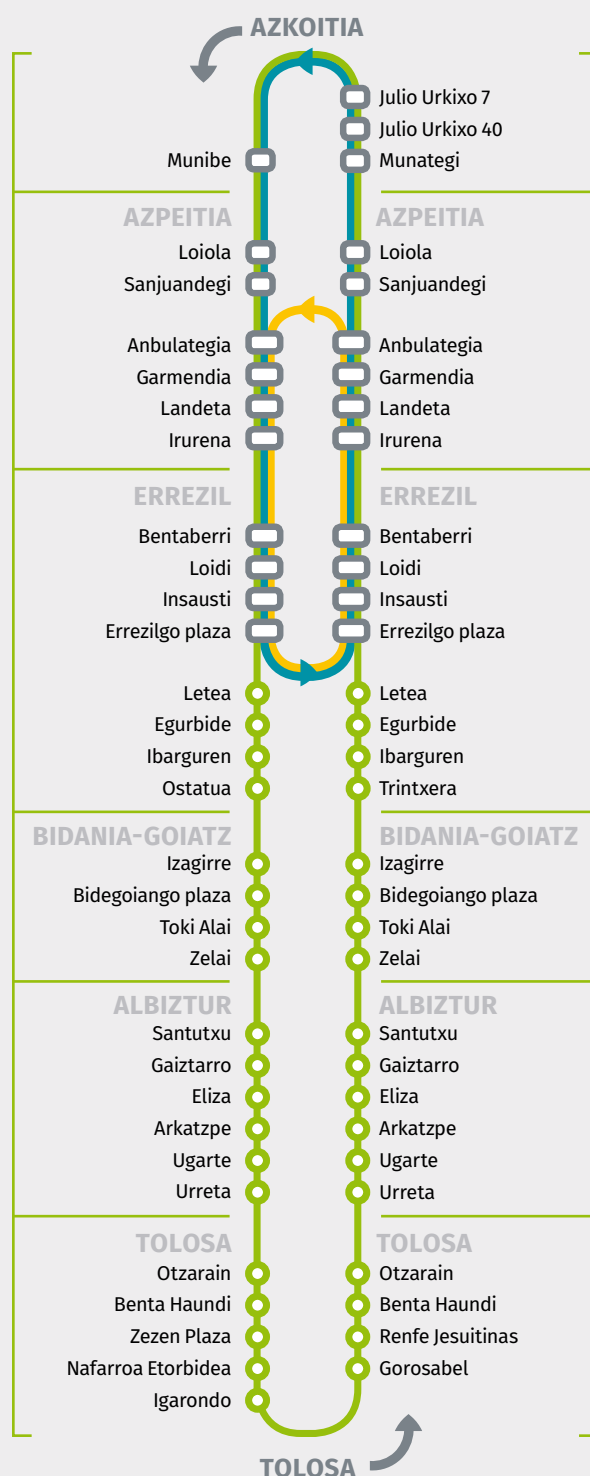 AZKOITIA
Julio Urkixo 7
Julio Urkixo 40
Munibe
Munategi
AZPEITIA
AZPEITIA
Loiola
Loiola
Sanjuandegi
Sanjuandegi
Anbulategia
Anbulategia
Garmendia
Garmendia
Landeta
Landeta
Irurena
Irurena
ERREZIL
ERREZIL
Bentaberri
Bentaberri
Loidi
Loidi
Insausti
Insausti
Errezilgo plaza
Errezilgo plaza
Letea
Letea
Egurbide
Egurbide
Ibarguren
Ibarguren
Ostatua
Trintxera
BIDANIA-GOIATZ
BIDANIA-GOIATZ
Izagirre
Izagirre
Bidegoiango plaza
Bidegoiango plaza
Toki Alai
Toki Alai
Zelai
Zelai
ALBIZTUR
ALBIZTUR
Santutxu
Santutxu
Gaiztarro
Gaiztarro
Eliza
Eliza
Arkatzpe
Arkatzpe
Ugarte
Ugarte
Urreta
Urreta
TOLOSA
TOLOSA
Otzarain
Otzarain
Benta Haundi
Benta Haundi
Zezen Plaza
Renfe Jesuitinas
Nafarroa Etorbidea
Gorosabel
Igarondo
TOLOSA